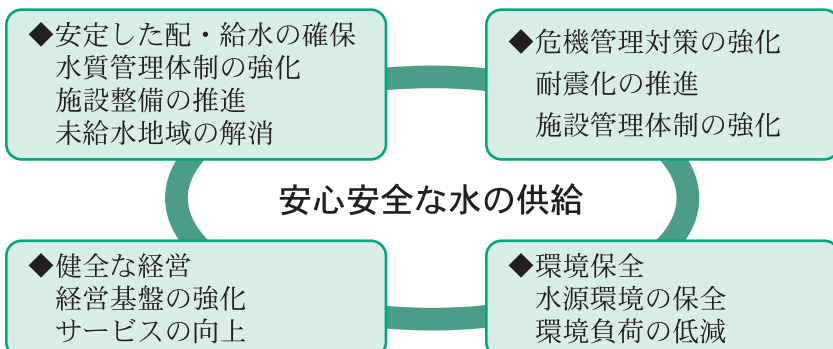 ◆安定した配・給水の確保
水質管理体制の強化
施設整備の推進
未給水地域の解消
◆危機管理対策の強化
耐震化の推進
施設管理体制の強化
安心安全な水の供給
◆健全な経営
経営基盤の強化
サービスの向上
◆環境保全
水源環境の保全
環境負荷の低減